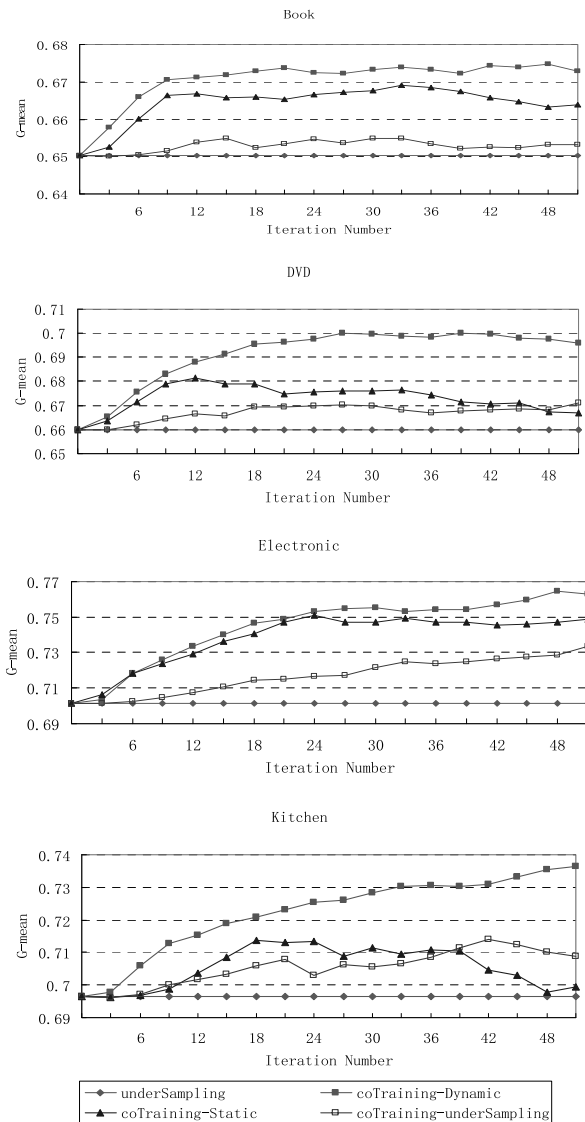 Book
0.68
0.67
0.66
0.65
0.64
G-mean
6 12 18 24 30 36 42 48
Iteration Number
DVD
0.71
0.7
0.69
0.68
0.67
0.66
0.65
G-mean
6 12 18 24 30 36 42 48
Iteration Number
Electronic
0.77
0.75
0.73
0.71
0.69
G-mean
6 12 18 24 30 36 42 48
Iteration Number
Kitchen
0.74
0.73
0.72
0.71
0.7
0.69
G-mean
6 12 18 24 30 36 42 48
Iteration Number
underSampling coTraining-Dynamic
coTraining-Static coTraining-underSampling